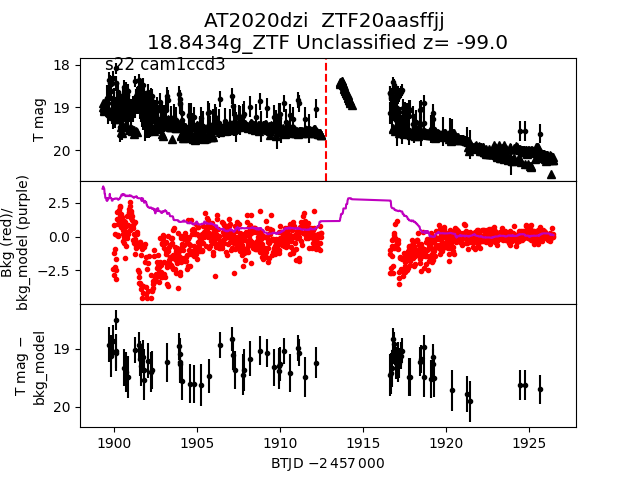 AT2020dzi  ZTF20aasffjj
18.8434g_ZTF Unclassified z= -99.0
s22 cam1ccd3
18
19
20
T mag
2.5
0.0
−2.5
Bkg (red)/
bkg_model (purple)
19
20
T mag −
bkg_model
1900 1905 1910 1915 1920 1925
BTJD −2 457 000